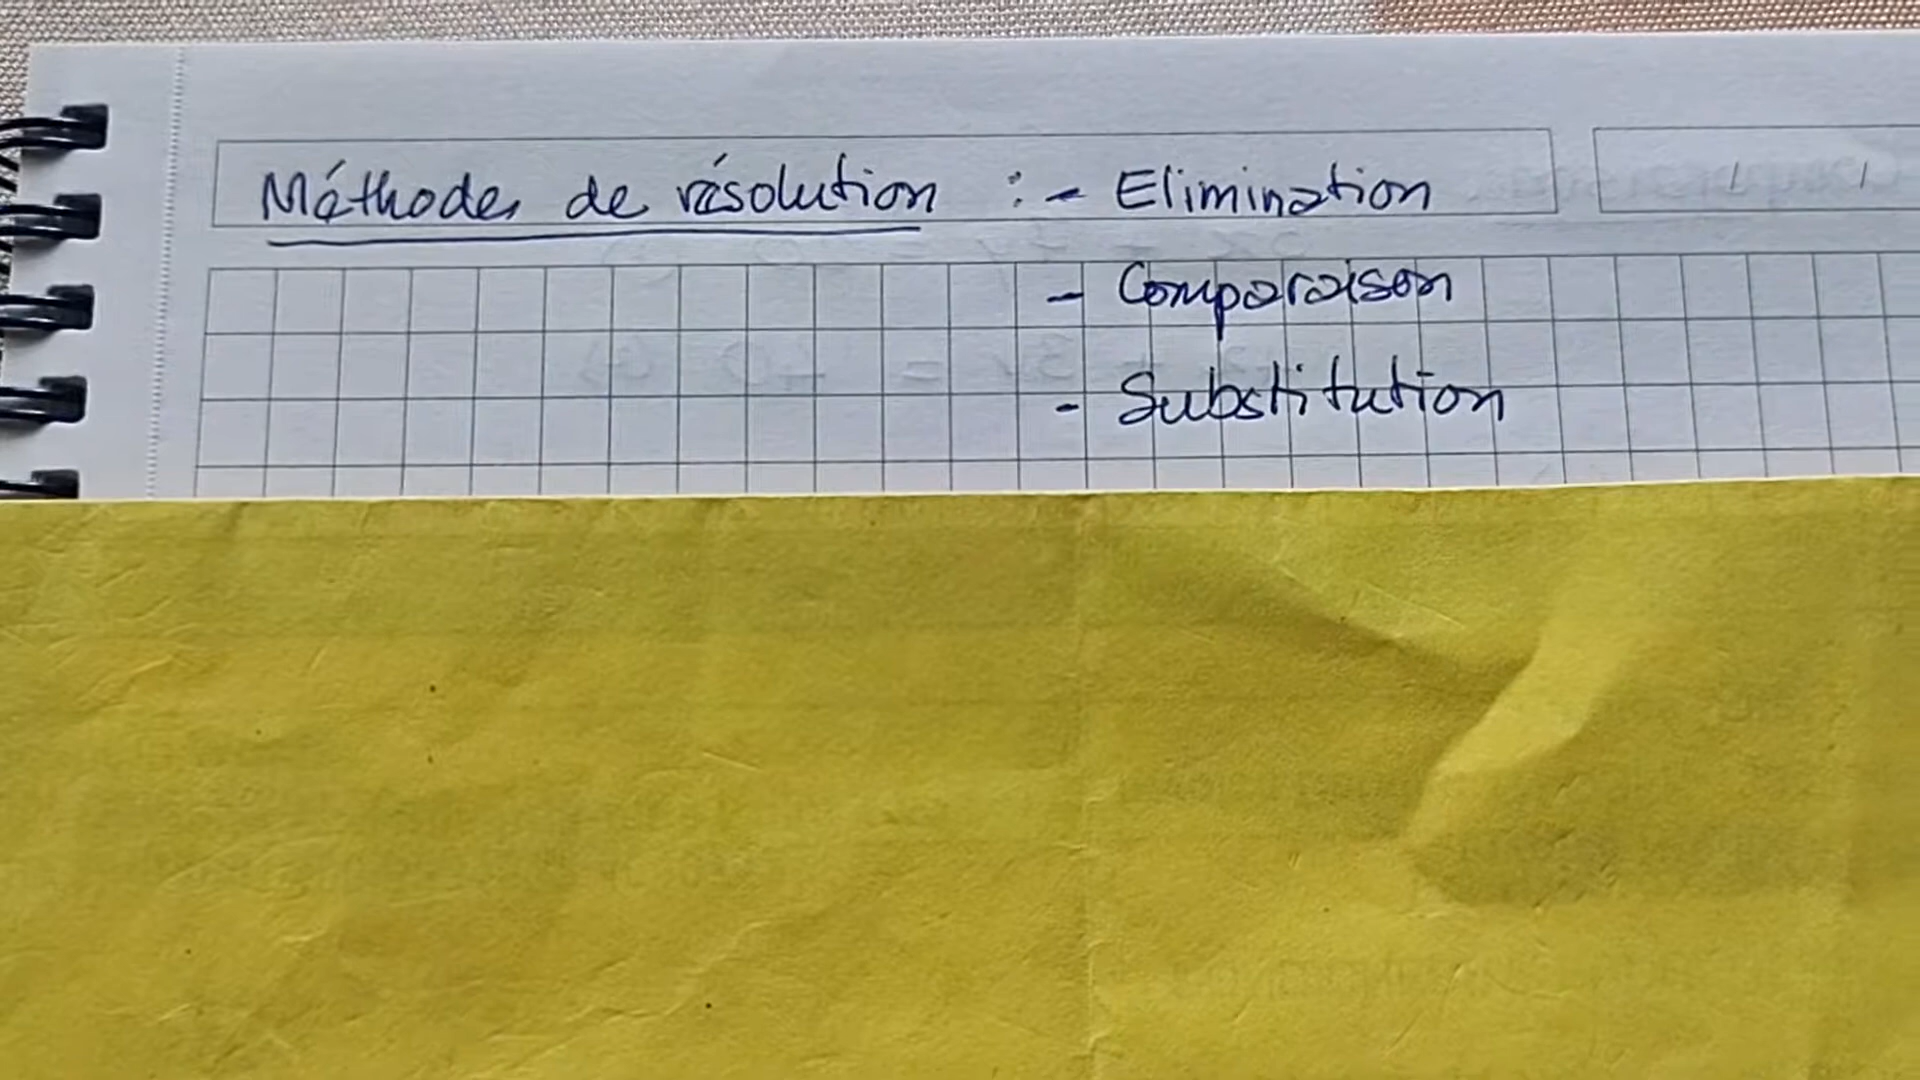 Méthodes de résolution : - Elimination
- Comparaison
- Substitution